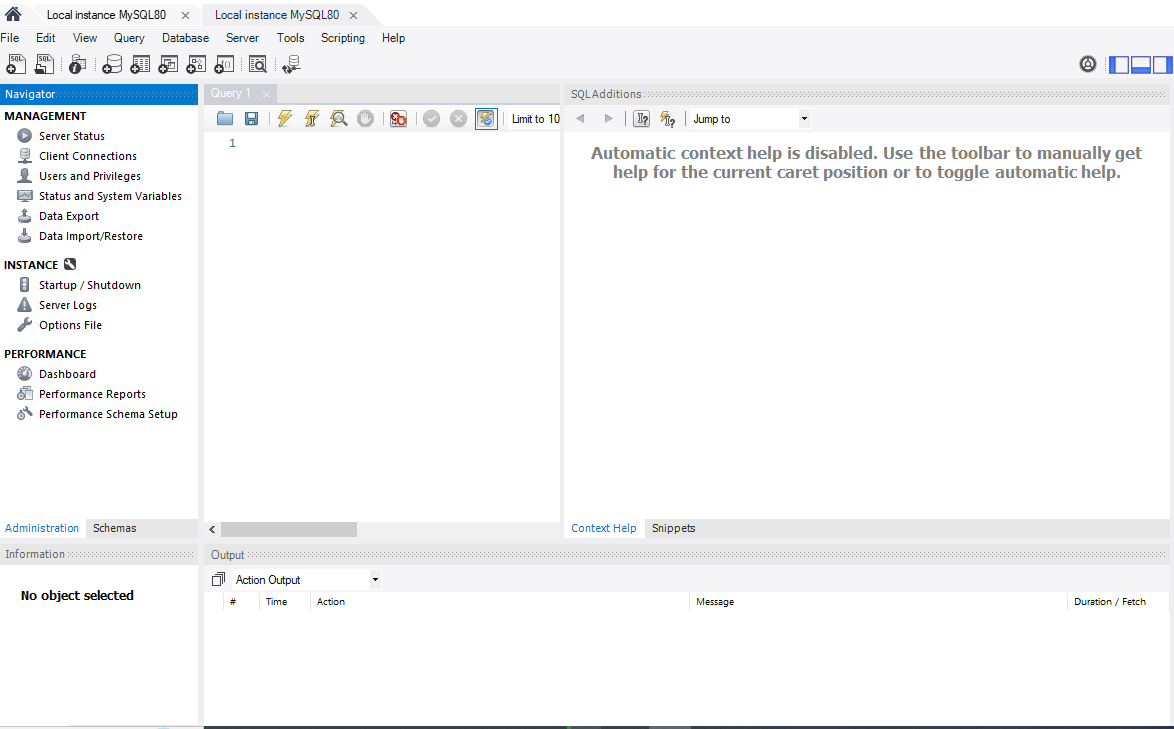 Local instance MySQL80
Local instance MySQL80
File Edit View Query Database Server Tools Scripting Help
Navigator
MANAGEMENT
Server Status
Client Connections
Users and Privileges
Status and System Variables
Data Export
Data Import/Restore
INSTANCE
Startup / Shutdown
Server Logs
Options File
PERFORMANCE
Dashboard
Performance Reports
Performance Schema Setup
Administration Schemas
Information
No object selected
Query 1
Limit to 10
1
SQLAdditions
Jump to
Automatic context help is disabled. Use the toolbar to manually get
help for the current caret position or to toggle automatic help.
Context Help Snippets
Output
Action Output
# Time Action Message Duration / Fetch